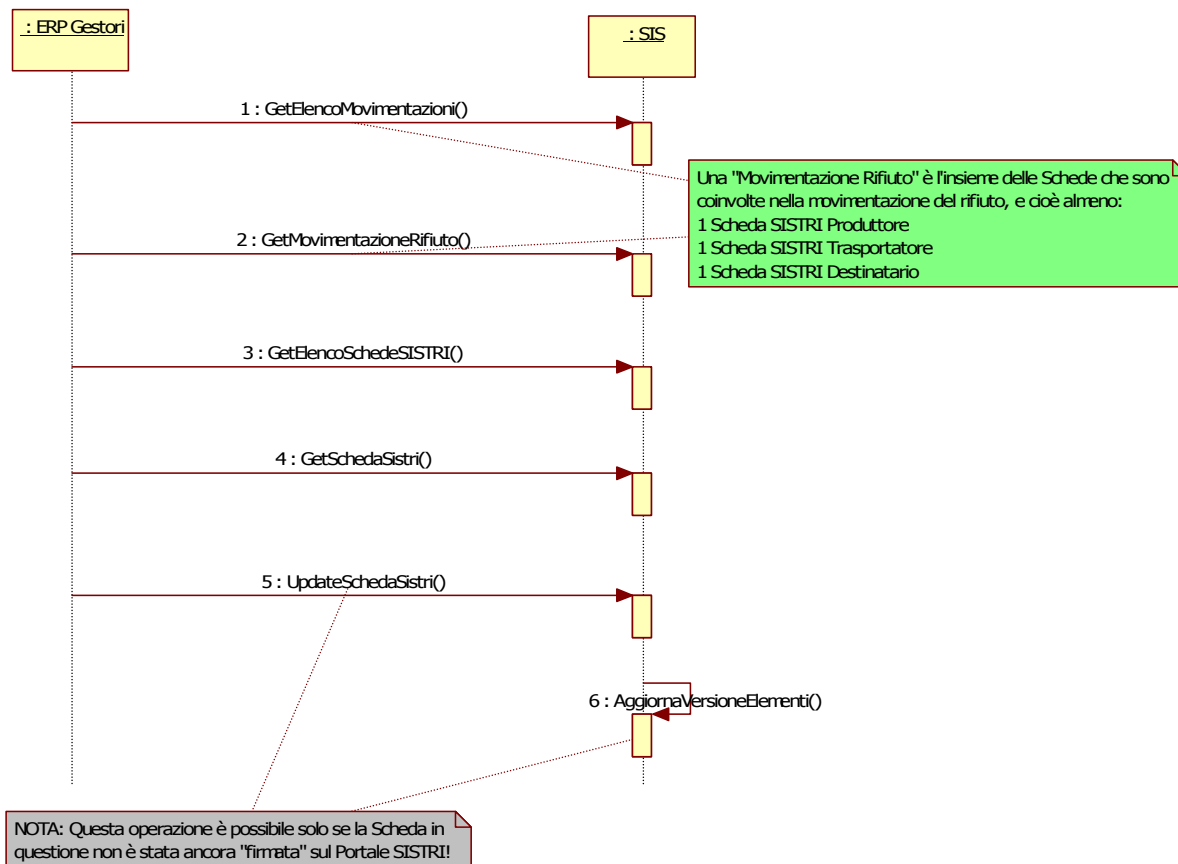 : ERP Gestori
: SIS
1 : GetElencoMovimentazioni()
Una "Movimentazione Rifiuto" è l'insieme delle Schede che sono
coinvolte nella movimentazione del rifiuto, e cioè almeno:
1 Scheda SISTRI Produttore
1 Scheda SISTRI Trasportatore
1 Scheda SISTRI Destinatario
2 : GetMovimentazioneRifiuto()
3 : GetElencoSchedeSISTRI()
4 : GetSchedaSistri()
5 : UpdateSchedaSistri()
6 : AggiornaVersioneElementi()
NOTA: Questa operazione è possibile solo se la Scheda in
questione non è stata ancora "firmata" sul Portale SISTRI!